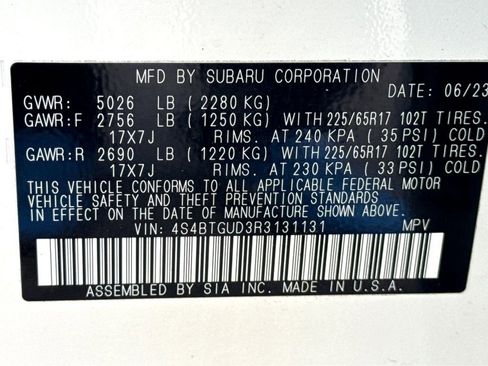 MFD BY SUBARU CORPORATION
DATE: 06/23
GVWR: 5026 LB (2280 KG)
GAWR:F 2756 LB (1250 KG) WITH 225/65R17 102T TIRES.
17X7J RIMS. AT 240 KPA ( 35 PSI) COLD
GAWR:R 2690 LB (1220 KG) WITH 225/65R17 102T TIRES.
17X7J RIMS. AT 230 KPA ( 33 PSI) COLD
THIS VEHICLE CONFORMS TO ALL APPLICABLE FEDERAL MOTOR
VEHICLE SAFETY AND THEFT PREVENTION STANDARDS
IN EFFECT ON THE DATE OF MANUFACTURE SHOWN ABOVE.
VIN: 4S4BTGUD3R3131131 MPV
ASSEMBLED BY SIA INC. MADE IN U.S.A.